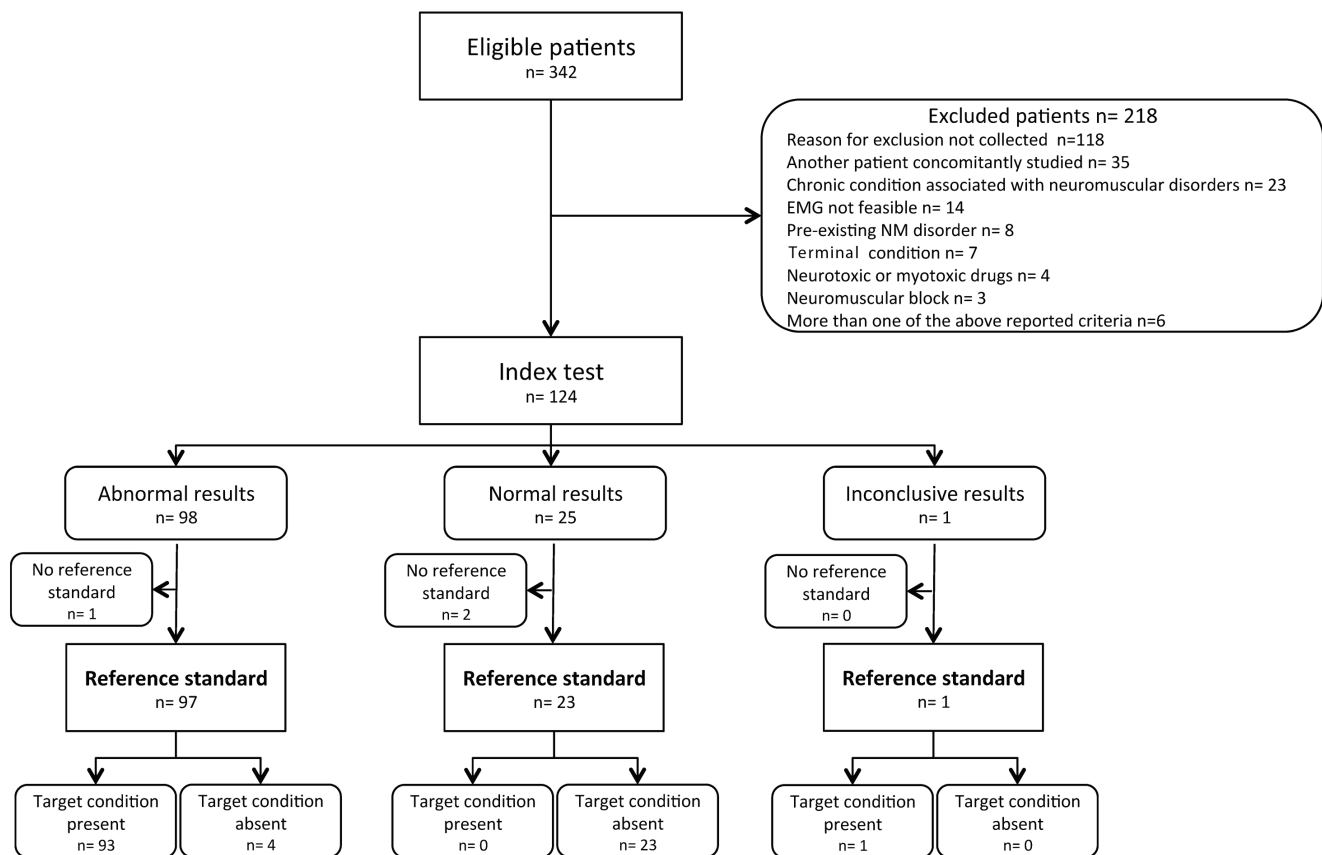 Eligible patients
n= 342
Excluded patients n= 218
Reason for exclusion not collected  n=118
Another patient concomitantly studied n= 35
Chronic condition associated with neuromuscular disorders n= 23
EMG not feasible n= 14
Pre-existing NM disorder n= 8
Terminal condition n= 7
Neurotoxic or myotoxic drugs n= 4
Neuromuscular block n= 3
More than one of the above reported criteria n=6
Index test
n= 124
Abnormal results
n= 98
Normal results
n= 25
Inconclusive results
n= 1
No reference
standard
n= 1
No reference
standard
n= 2
No reference
standard
n= 0
Reference standard
n= 97
Reference standard
n= 23
Reference standard
n= 1
Target condition
present
n= 93
Target condition
absent
n= 4
Target condition
present
n= 0
Target condition
absent
n= 23
Target condition
present
n= 1
Target condition
absent
n= 0